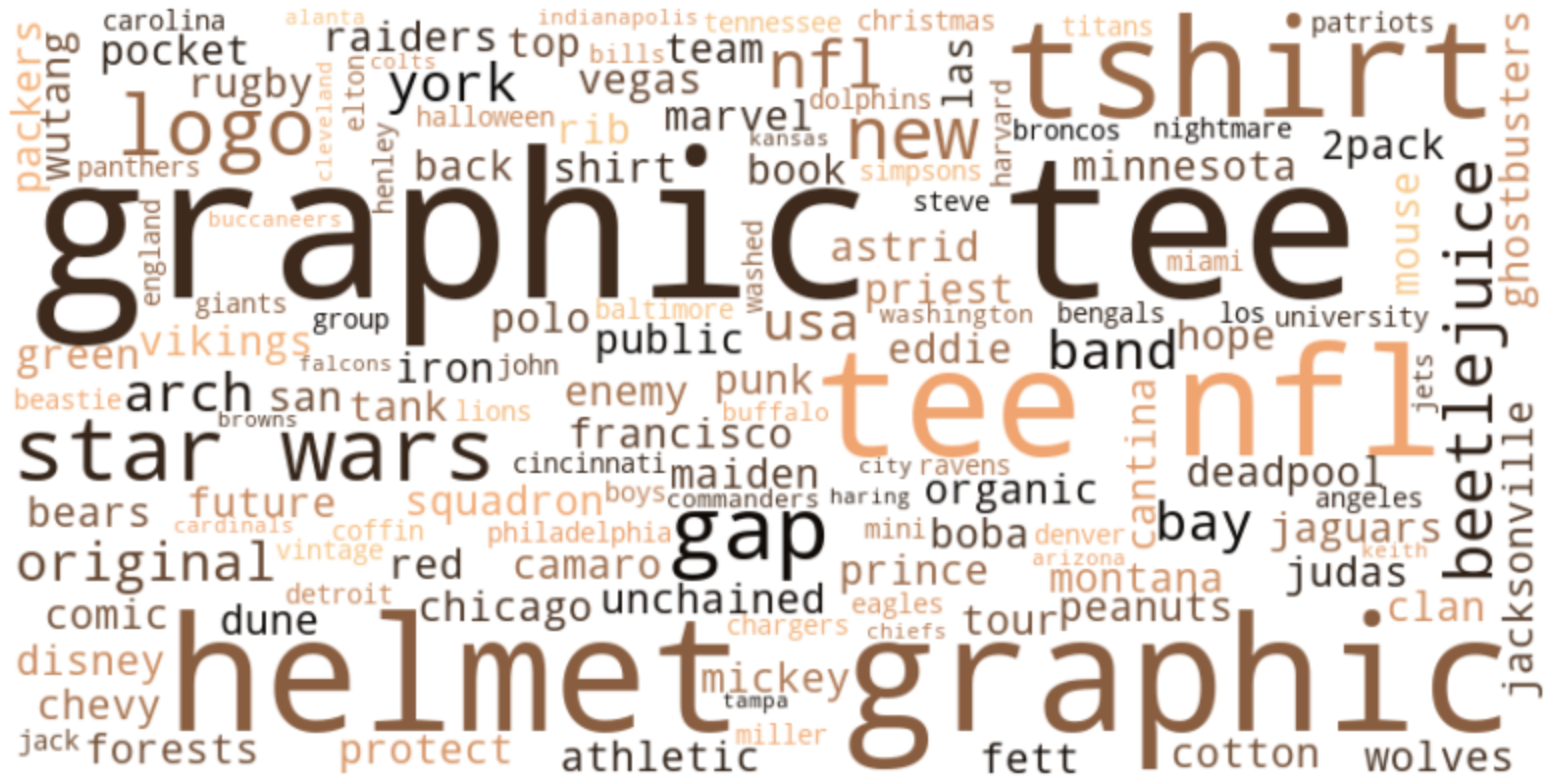 carolina
alanta
indianapolis
tennessee
christmas
titans
patriots
packers
wutang
pocket
raiders
top
bills
team
nfl
las
tshirt
ghostbusters
colts
rugby
cleveland
elton
york
vegas
dolphins
harvard
logo
halloween
rib
marvel
new
broncos
nightmare
2pack
panthers
henley
back
shirt
kansas
book
simpsons
minnesota
graphic tee
steve
mouse
beetlejuice
england
buccaneers
washed
astrid
miami
priest
giants
group
polo
baltimore
usa
washington
bengals
los
university
green
vikings
public
eddie
band
hope
falcons
iron
john
enemy
punk
tee nfl
jets
beastie
arch
san
tank
lions
buffalo
cantina
browns
star wars
francisco
jacksonville
cincinnati
maiden
city
ravens
deadpool
bears
future
squadron
boys
commanders
haring
organic
angeles
cardinals
coffin
philadelphia
gap
mini
boba
denver
bay
jaguars
original
vintage
red
camaro
prince
arizona
keith
montana
judas
detroit
comic
dune
chicago
unchained
eagles
tour
peanuts
clan
helmet graphic
chargers
chiefs
disney
mickey
chevy
tampa
jack
forests
protect
athletic
miller
fett
cotton
wolves